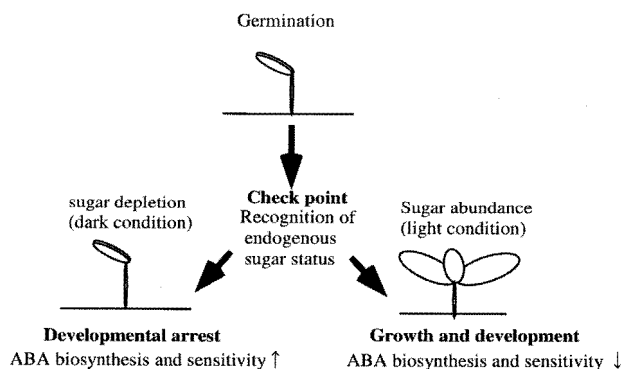 Germination
Check point
Recognition of
endogenous
sugar status
sugar depletion
(dark condition)
Sugar abundance
(light condition)
Developmental arrest
ABA biosynthesis and sensitivity ↑
Growth and development
ABA biosynthesis and sensitivity ↓